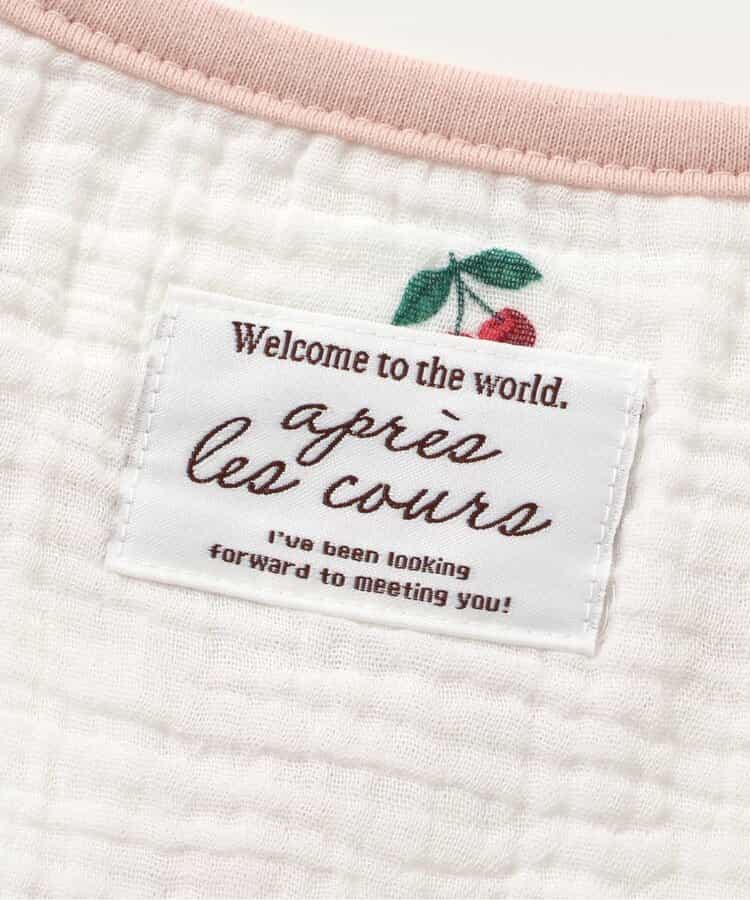 Welcome to the world.
après
les cours
I've been looking
forward to meeting you!